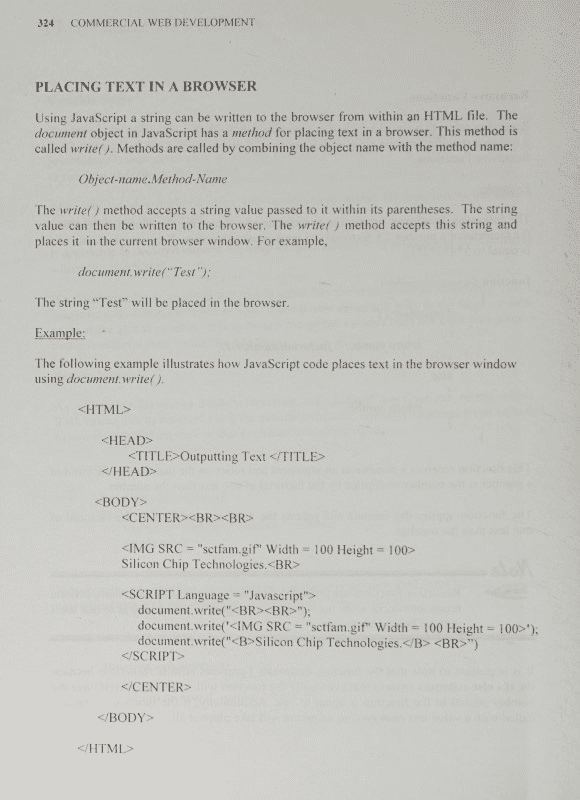 324 COMMERCIAL WEB DEVELOPMENT
PLACING TEXT IN A BROWSER
Using JavaScript a string can be written to the browser from within an HTML file. The
document object in JavaScript has a method for placing text in a browser. This method is
called write( ). Methods are called by combining the object name with the method name:
Object-name.Method-Name
The write( ) method accepts a string value passed to it within its parentheses. The string
value can then be written to the browser. The write( ) method accepts this string and
places it in the current browser window. For example,
document.write("Test");
The string "Test" will be placed in the browser.
Example:
The following example illustrates how JavaScript code places text in the browser window
using document.write( ).
<HTML>
<HEAD>
<TITLE>Outputting Text </TITLE>
</HEAD>
<BODY>
<CENTER><BR><BR>
<IMG SRC = "sctfam.gif" Width = 100 Height = 100>
Silicon Chip Technologies.<BR>
<SCRIPT Language = "Javascript">
document.write("<BR><BR>");
document.write('<IMG SRC = "sctfam.gif" Width = 100 Height = 100>');
document.write("<B>Silicon Chip Technologies.</B> <BR>")
</SCRIPT>
</CENTER>
</BODY>
</HTML>